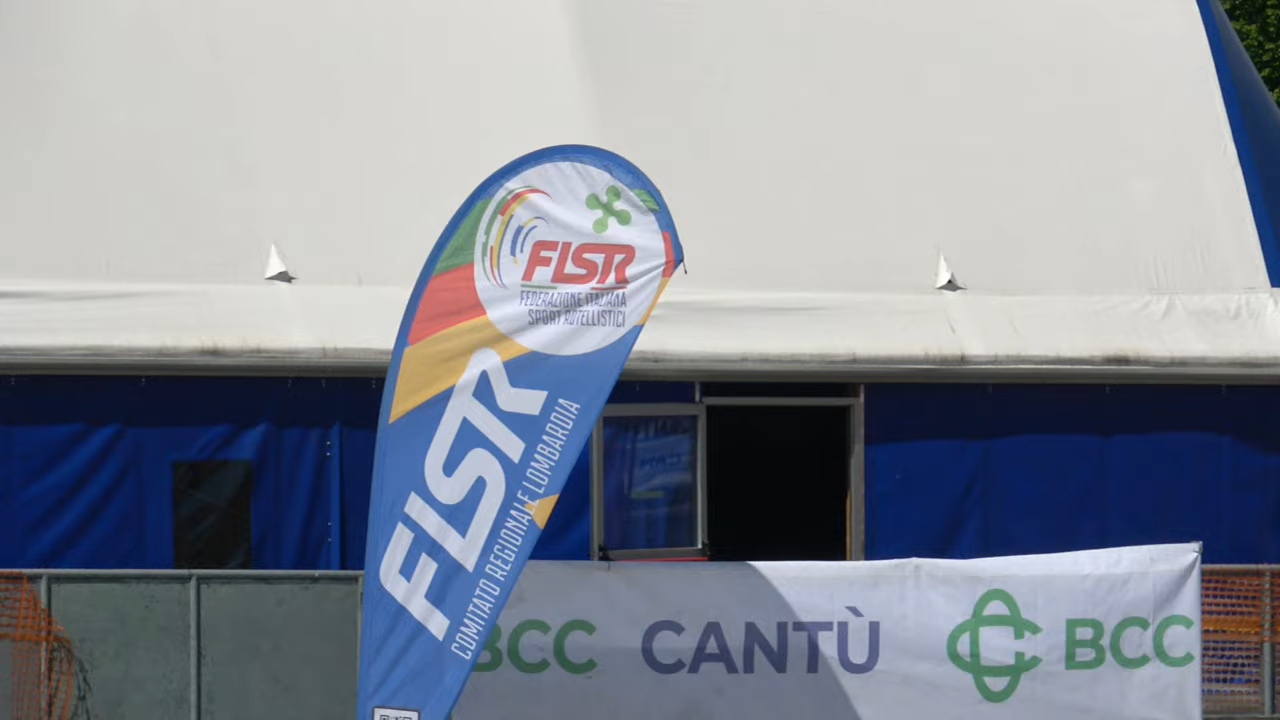 FISR
FEDERAZIONE ITALIANA
SPORT ROTELLISTICI
FISR
COMITATO REGIONALE LOMBARDIA
BCC CANTÙ
BCC